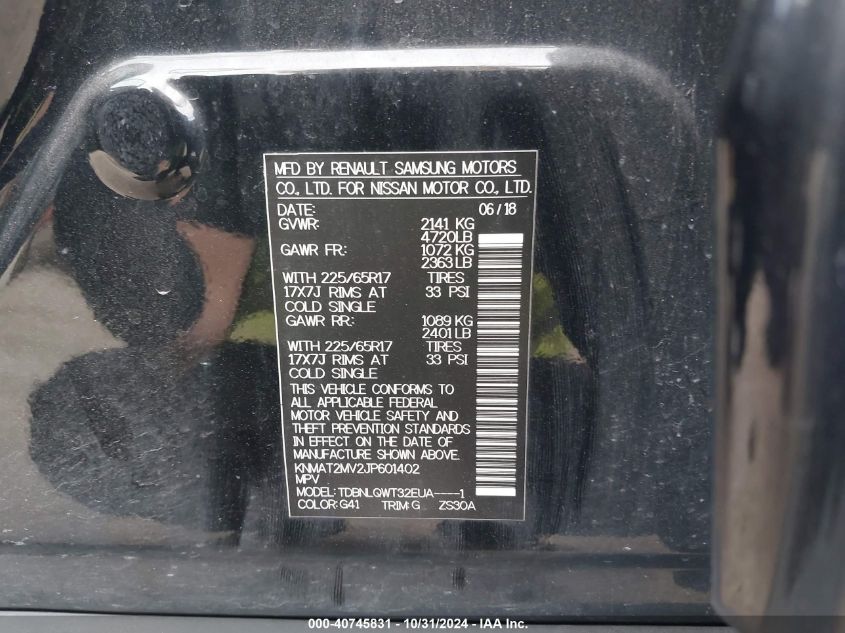 MFD BY RENAULT SAMSUNG MOTORS
CO., LTD. FOR NISSAN MOTOR CO., LTD.
DATE: 06/18
GVWR: 2141 KG
4720LB
GAWR FR: 1072 KG
2363 LB
WITH 225/65R17 TIRES
17X7J RIMS AT 33 PSI
COLD SINGLE
GAWR RR: 1089 KG
2401 LB
WITH 225/65R17 TIRES
17X7J RIMS AT 33 PSI
COLD SINGLE
THIS VEHICLE CONFORMS TO
ALL APPLICABLE FEDERAL
MOTOR VEHICLE SAFETY AND
THEFT PREVENTION STANDARDS
IN EFFECT ON THE DATE OF
MANUFACTURE SHOWN ABOVE.
KNMAT2MV2JP601402
MPV
MODEL: TDBNLQWT32EUA----1
COLOR: G41 TRIM: G ZS30A
000-40745831 - 10/31/2024 - IAA Inc.